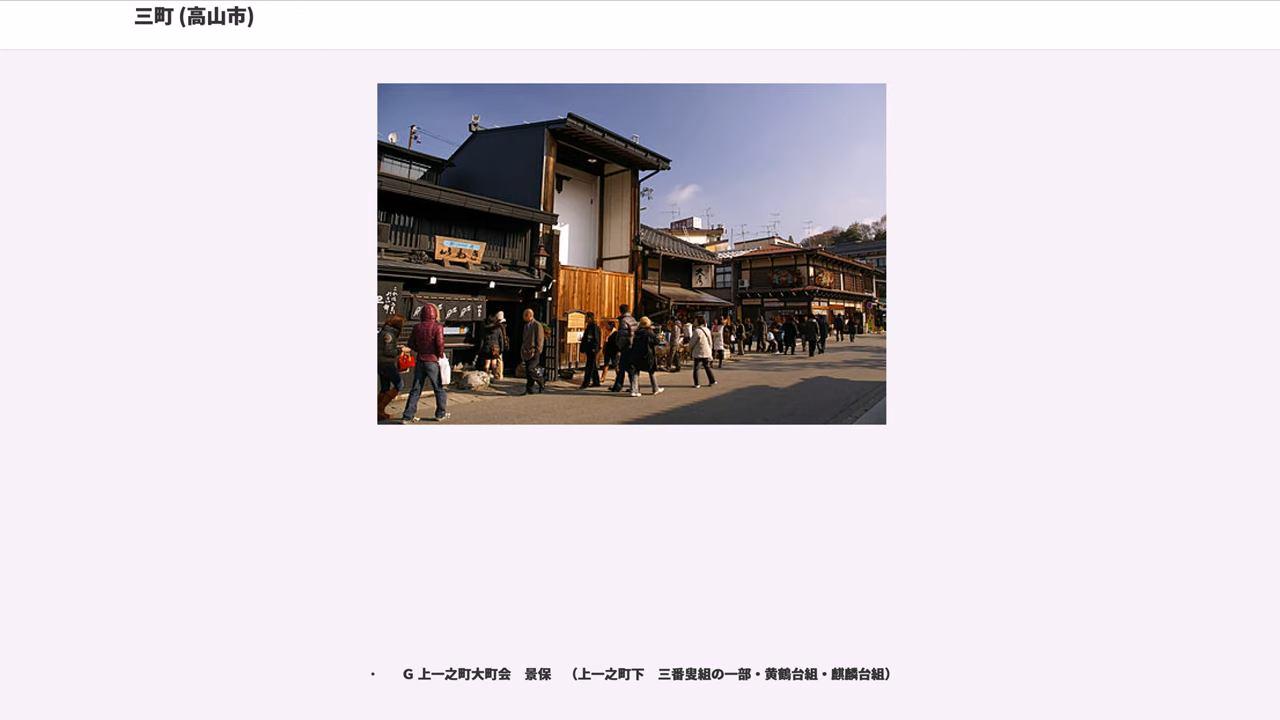 三町 (高山市)
・ G 上一之町大町会 景保 （上一之町下 三番叟組の一部・黄鶴台組・麒麟台組）